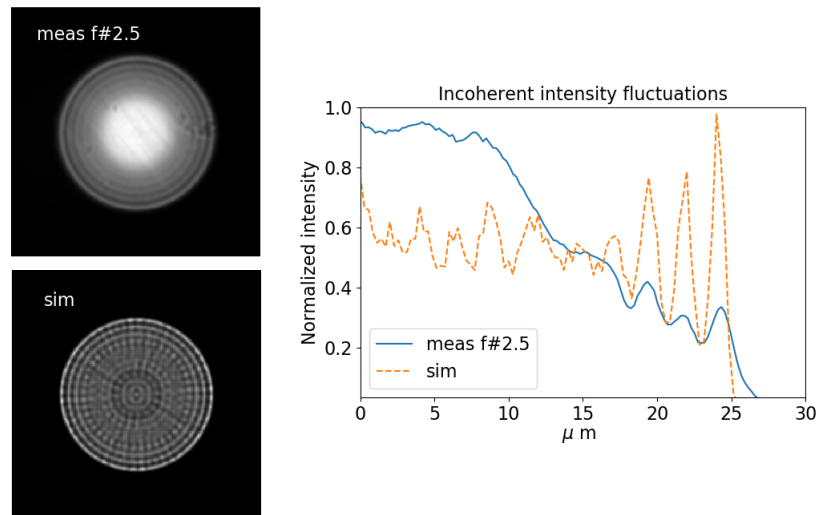 meas f#2.5
sim
Incoherent intensity fluctuations
Normalized intensity
1.0
0.8
0.6
0.4
0.2
meas f#2.5
sim
0 5 10 15 20 25 30
μ m